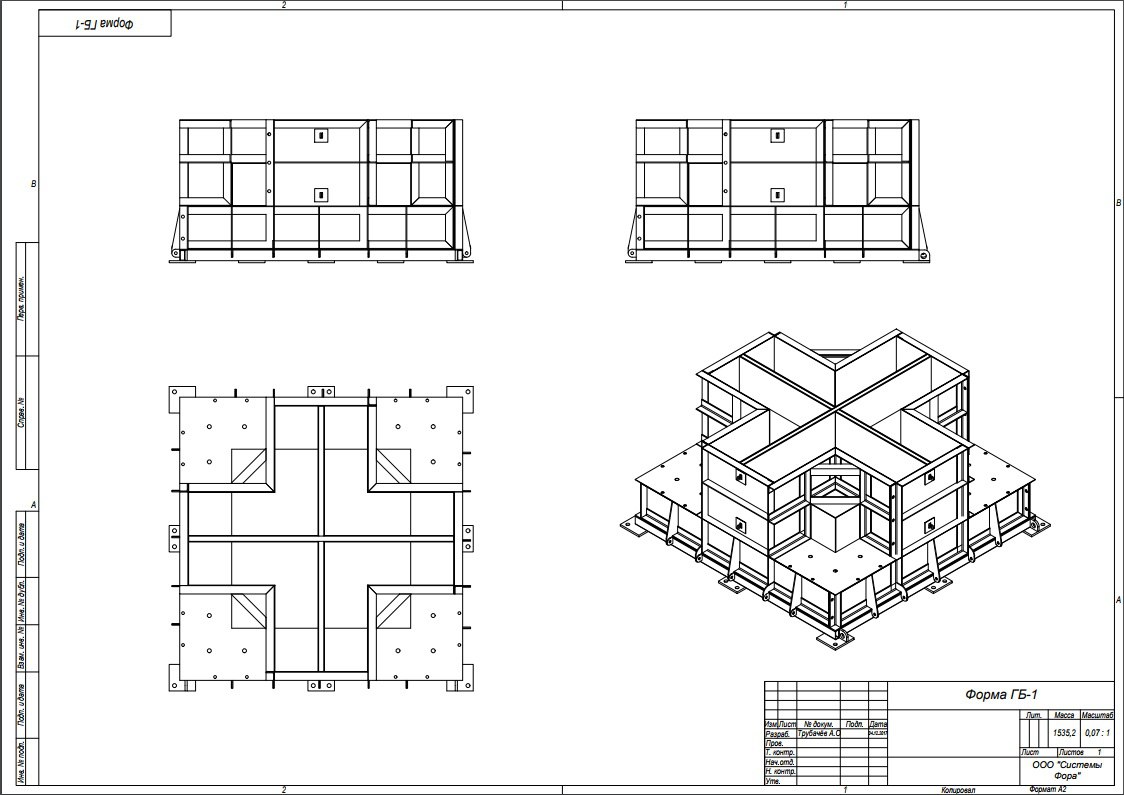 2
1
Форма ГБ-1
В
В
Перв. примен.
Справ. №
А
А
Подп. и дата
Инв. № дубл.
Взам. инв. №
Подп. и дата
Инв. № подл.
Форма ГБ-1
Изм. Лист № докум. Подп. Дата
Разраб. Трубачёв А.С
Пров.
Т. контр.
Нач.отд.
Н. контр.
Утв.
Лит. Масса Масштаб
1535,2 0,07 : 1
Лист Листов 1
ООО "Системы
Фора"
2
1
Копировал Формат А2